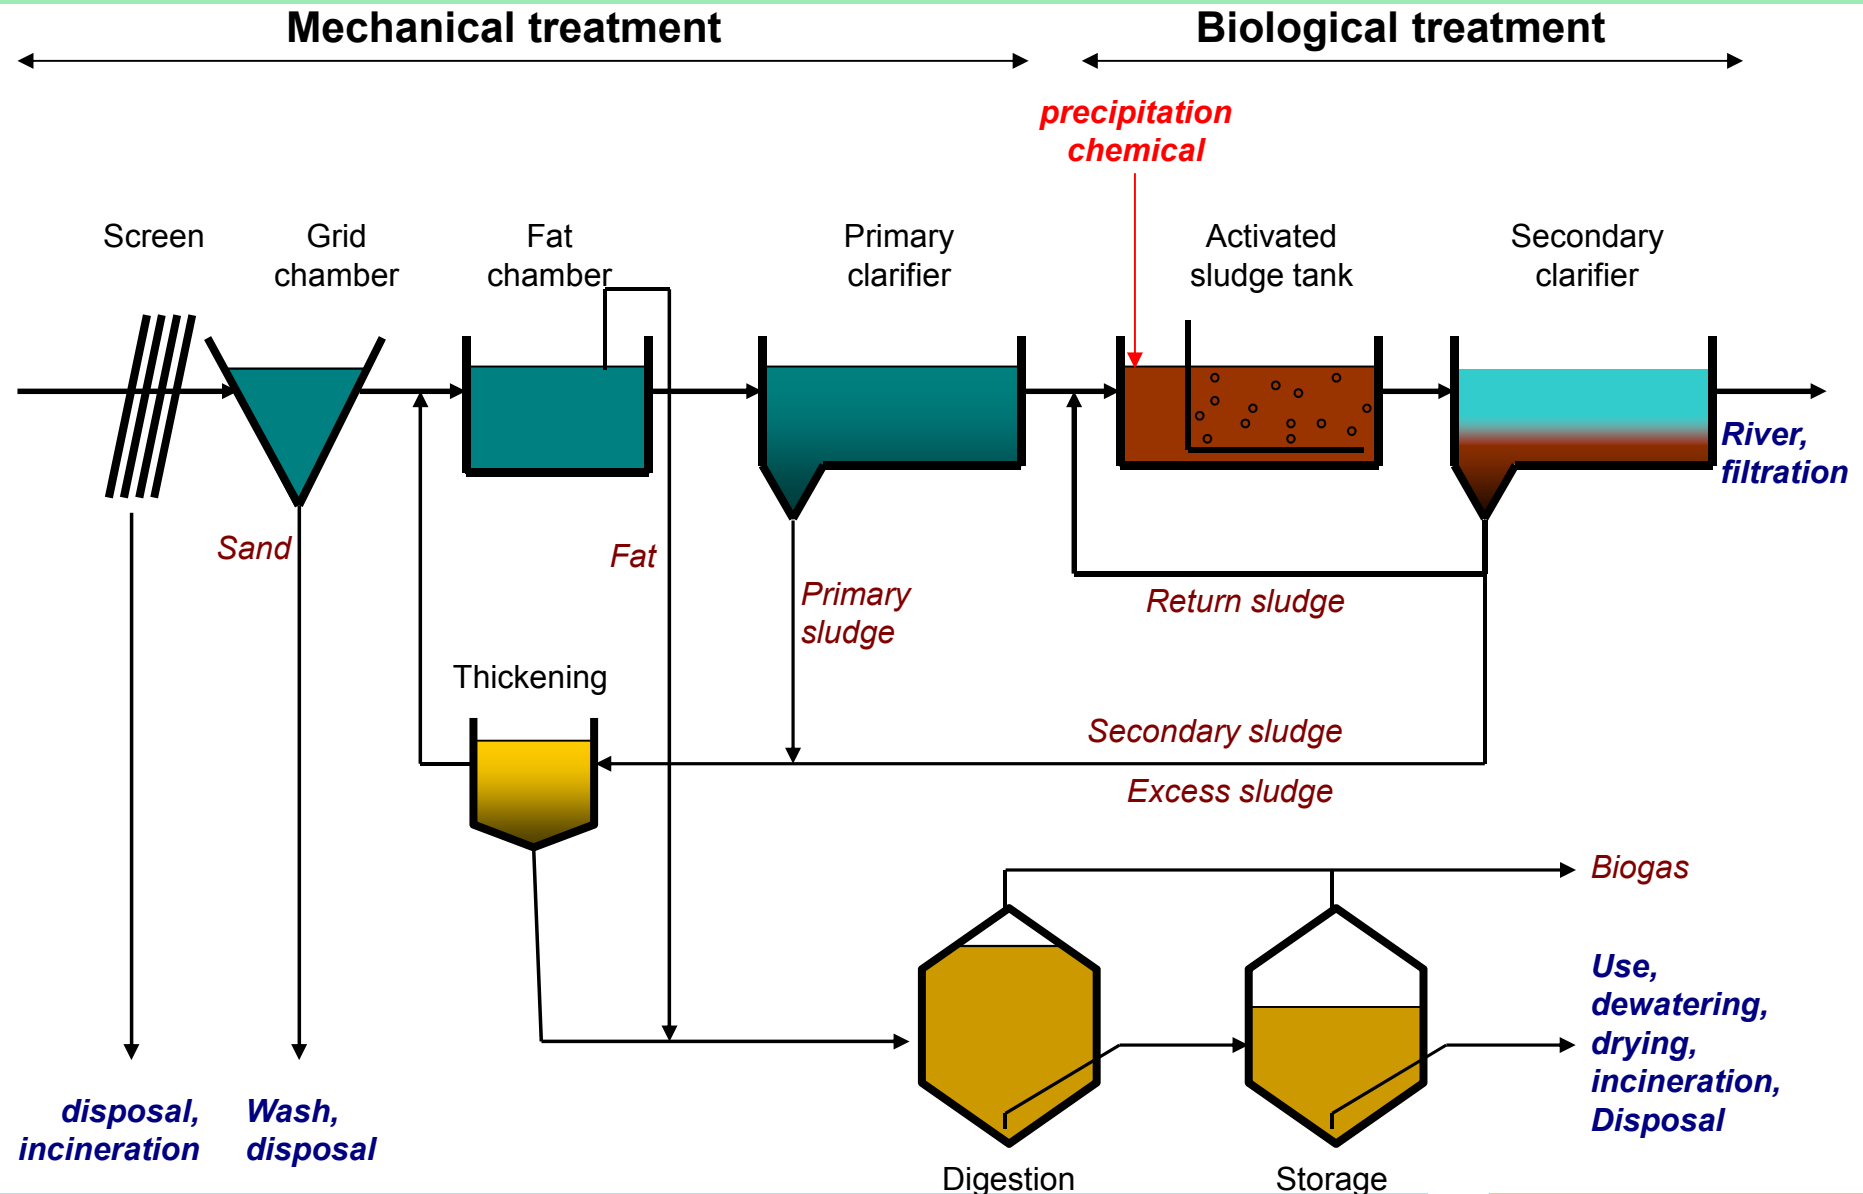 Mechanical treatment
Biological treatment
precipitation
chemical
Screen
Grid
chamber
Fat
chamber
Primary
clarifier
Activated
sludge tank
Secondary
clarifier
River,
filtration
Sand
Fat
Primary
sludge
Return sludge
Thickening
Secondary sludge
Excess sludge
Biogas
Use,
dewatering,
drying,
incineration,
Disposal
disposal,
incineration
Wash,
disposal
Digestion
Storage